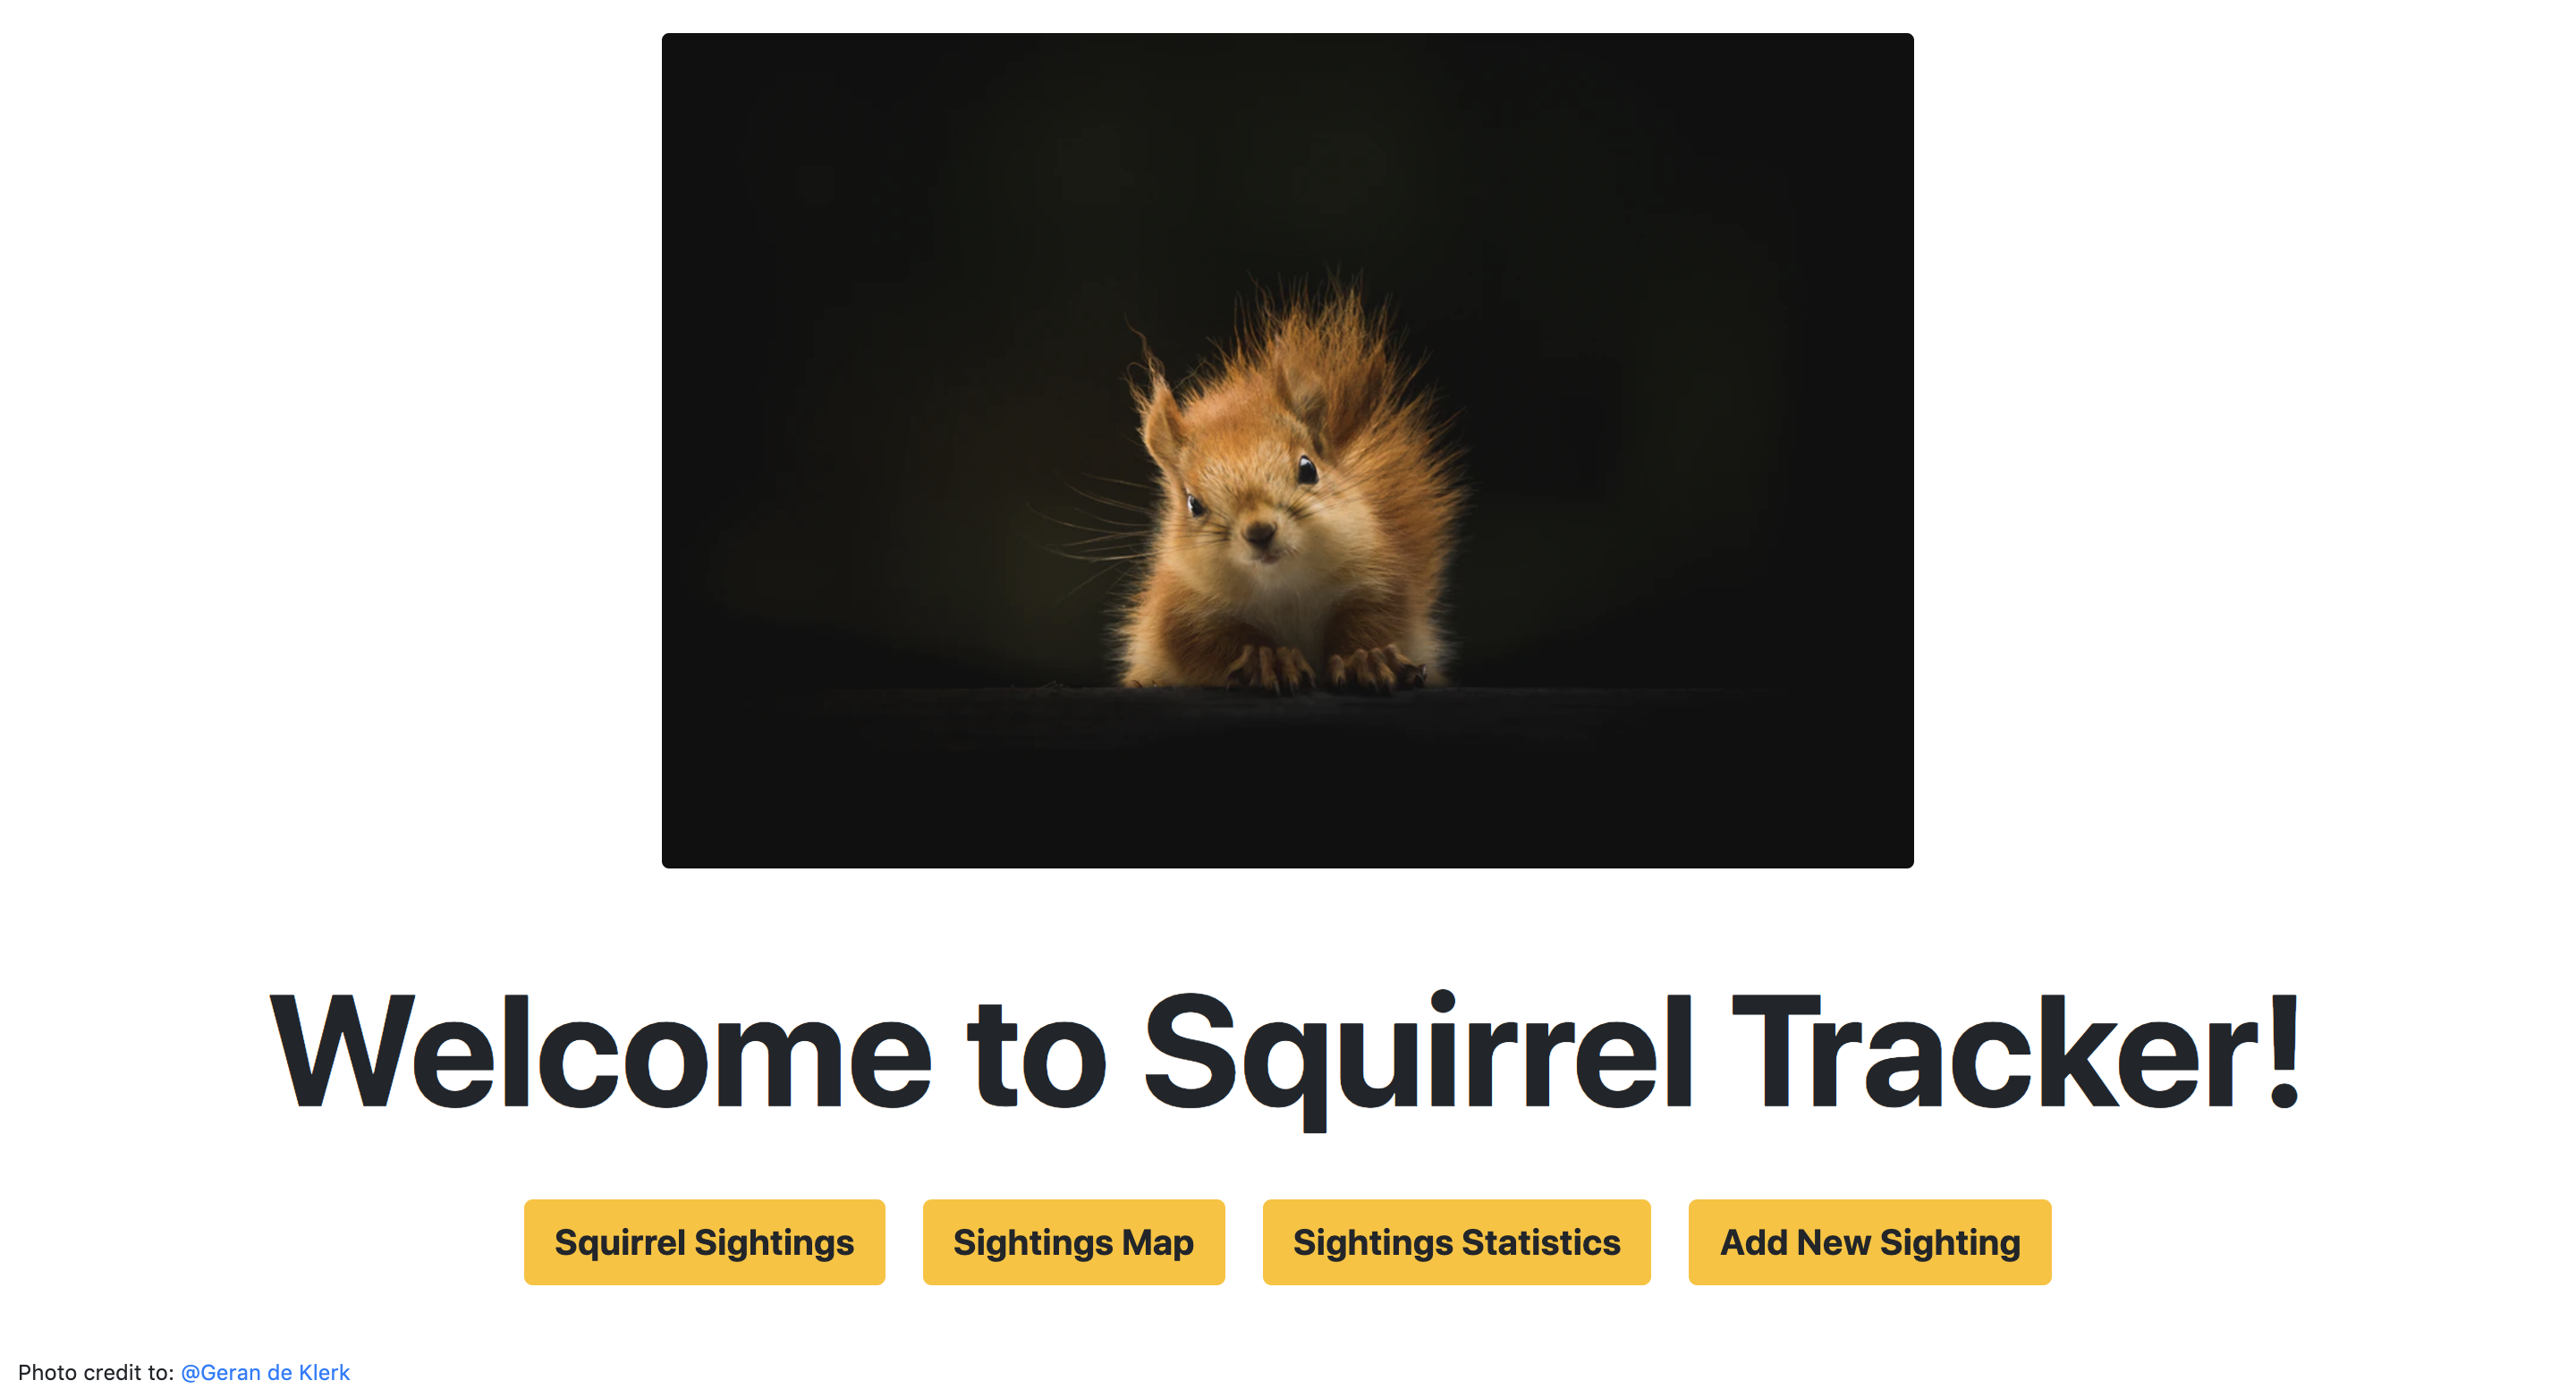 Welcome to Squirrel Tracker!
Squirrel Sightings
Sightings Map
Sightings Statistics
Add New Sighting
Photo credit to: @Geran de Klerk